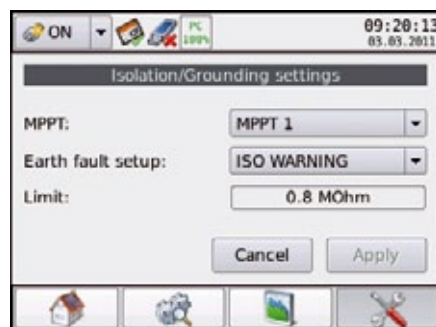 ON
PC
100%
09:20:13
03.03.2011
Isolation/Grounding settings
MPPT:
MPPT 1
Earth fault setup:
ISO WARNING
Limit:
0.8 MOhm
Cancel
Apply